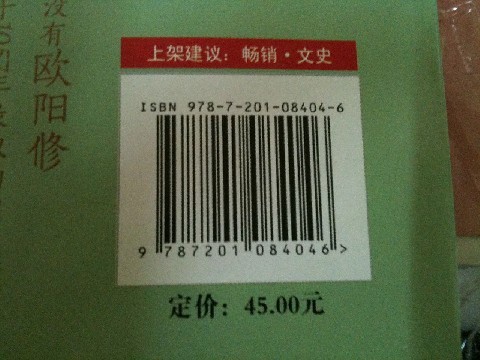 上架建议：畅销·文史
ISBN 978-7-201-08404-6
9 787201 084046 >
定价：45.00元
没有欧阳修